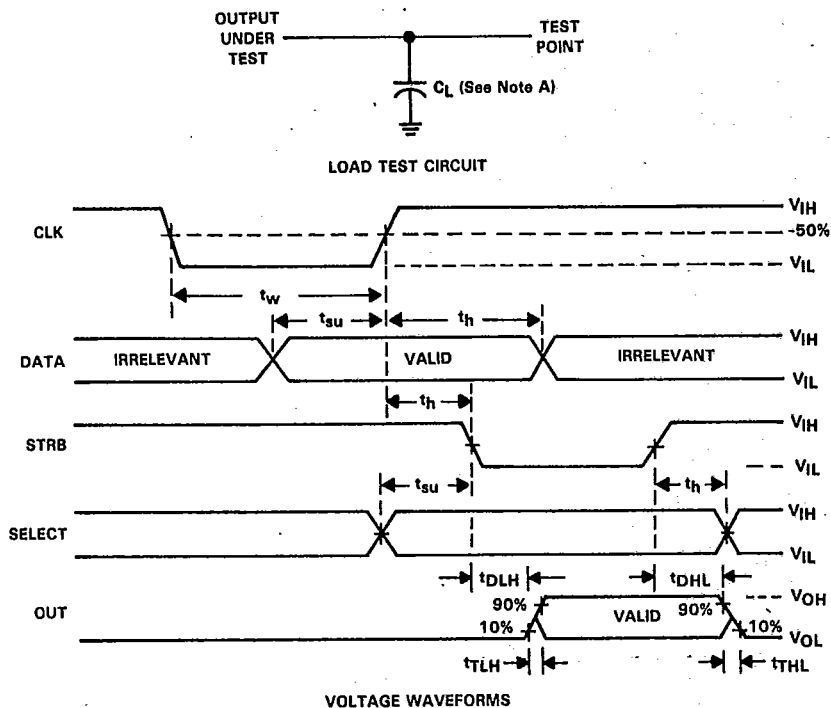 OUTPUT
UNDER
TEST
TEST
POINT
CL (See Note A)
LOAD TEST CIRCUIT
CLK
VIH
-50%
VIL
tw
tsu
th
DATA
IRRELEVANT
VALID
IRRELEVANT
VIH
VIL
th
STRB
VIH
VIL
tsu
th
SELECT
VIH
VIL
tDLH
tDHL
OUT
90%
VALID
90%
VOH
10%
10%
VOL
tTLH
tTHL
VOLTAGE WAVEFORMS